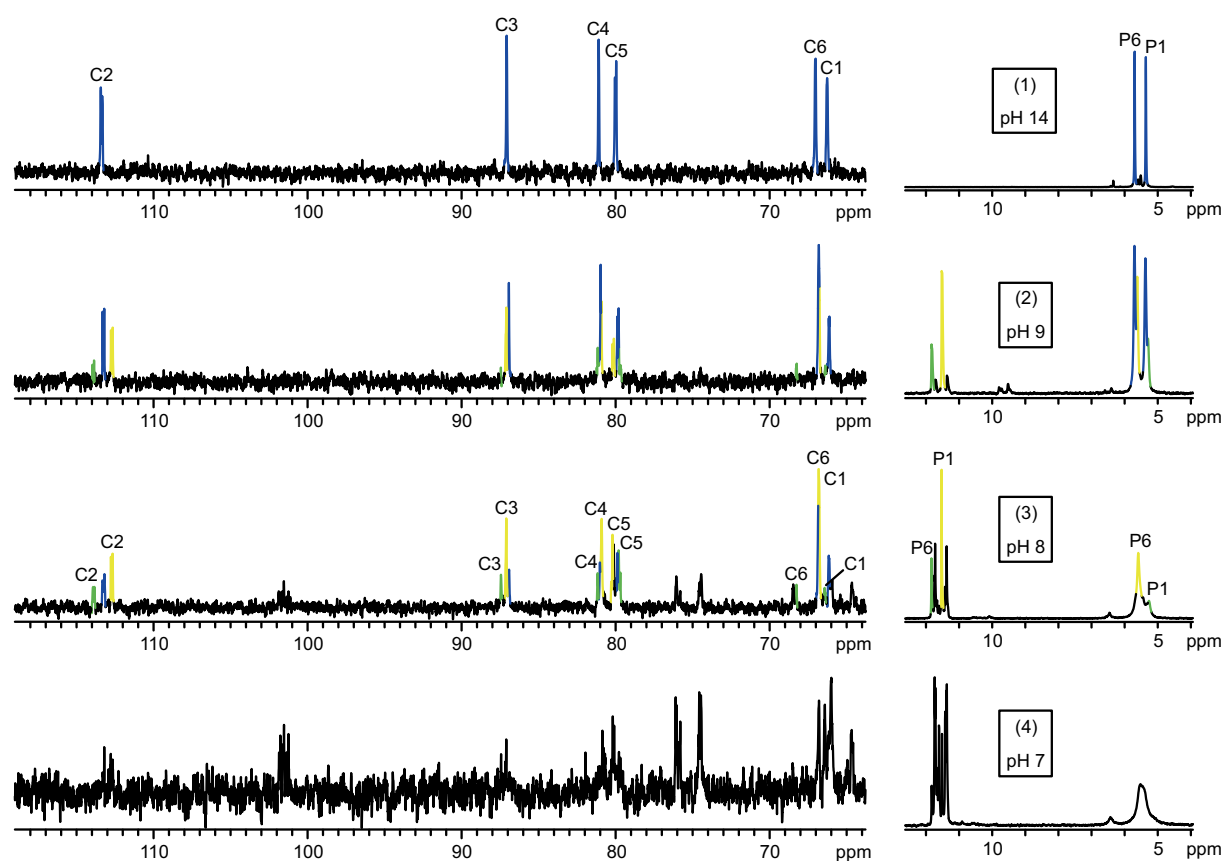 C2 C3 C4 C5 C6 C1
110 100 90 80 70 ppm
P6 P1
(1)
pH 14
10 5 ppm
110 100 90 80 70 ppm
(2)
pH 9
10 5 ppm
C2 C2 C3 C3 C4 C4 C5 C5 C6 C6 C1 C1
110 100 90 80 70 ppm
P6 P1 P6 P1
(3)
pH 8
10 5 ppm
110 100 90 80 70 ppm
(4)
pH 7
10 5 ppm